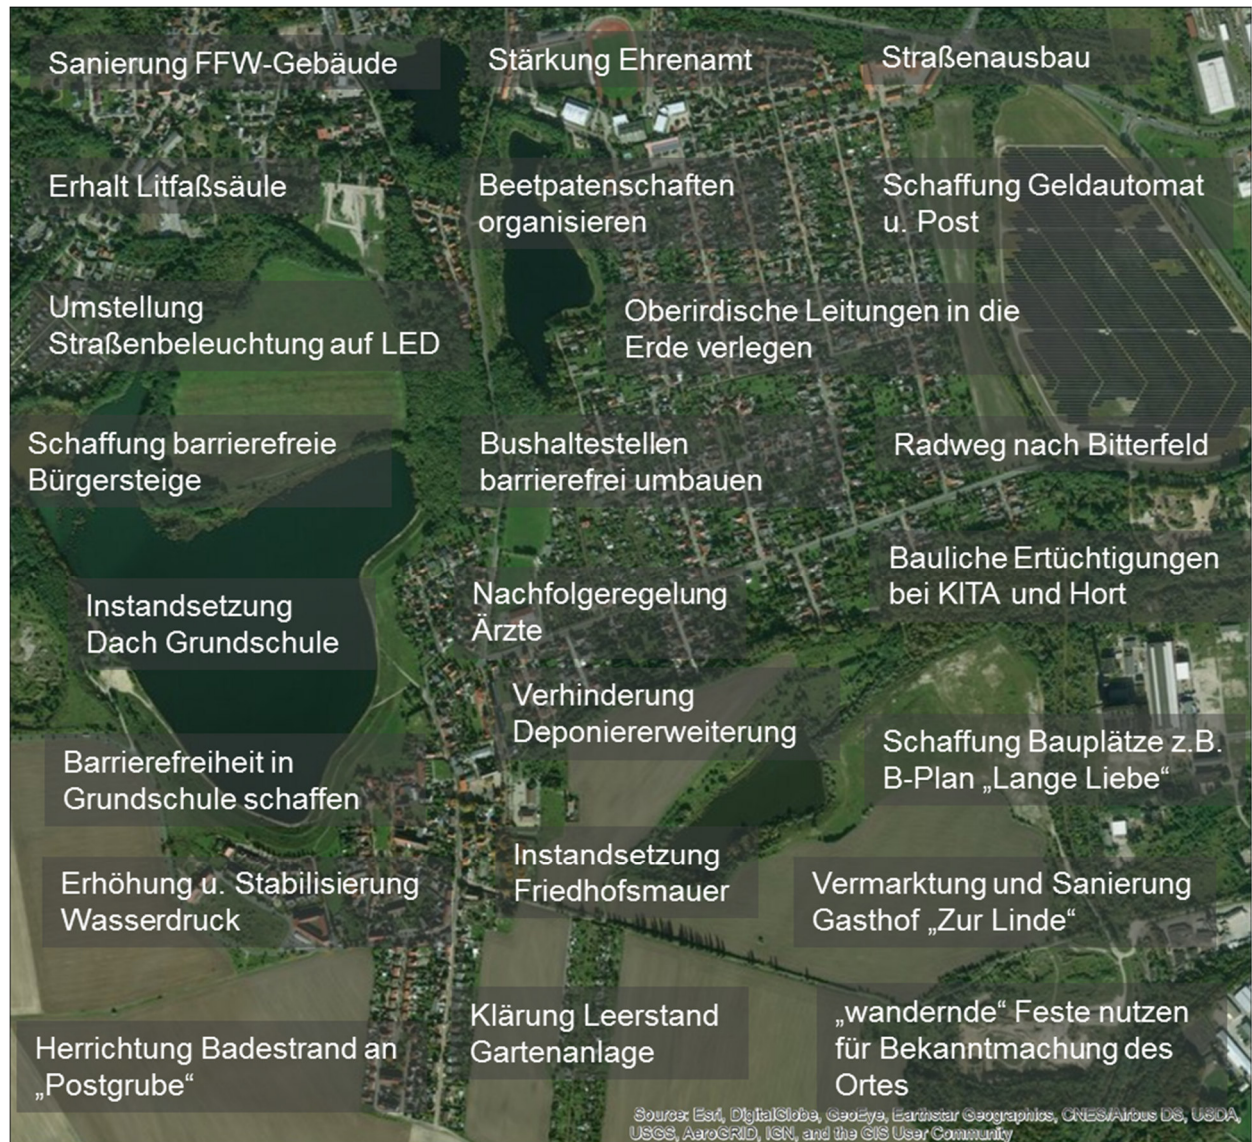 Sanierung FFW-Gebäude
Stärkung Ehrenamt
Straßenausbau
Erhalt Litfaßsäule
Beetpatenschaften
organisieren
Schaffung Geldautomat
u. Post
Umstellung
Straßenbeleuchtung auf LED
Oberirdische Leitungen in die
Erde verlegen
Schaffung barrierefreie
Bürgersteige
Bushaltestellen
barrierefrei umbauen
Radweg nach Bitterfeld
Bauliche Ertüchtigungen
bei KITA und Hort
Instandsetzung
Dach Grundschule
Nachfolgeregelung
Ärzte
Verhinderung
Deponiererweiterung
Schaffung Bauplätze z.B.
B-Plan „Lange Liebe“
Barrierefreiheit in
Grundschule schaffen
Instandsetzung
Friedhofsmauer
Erhöhung u. Stabilisierung
Wasserdruck
Vermarktung und Sanierung
Gasthof „Zur Linde“
Klärung Leerstand
Gartenanlage
„wandernde“ Feste nutzen
für Bekanntmachung des
Ortes
Herrichtung Badestrand an
„Postgrube“
Source: Esri, DigitalGlobe, GeoEye, Earthstar Geographics, CNES/Airbus DS, USDA,
USGS, AeroGRID, IGN, and the GIS User Community